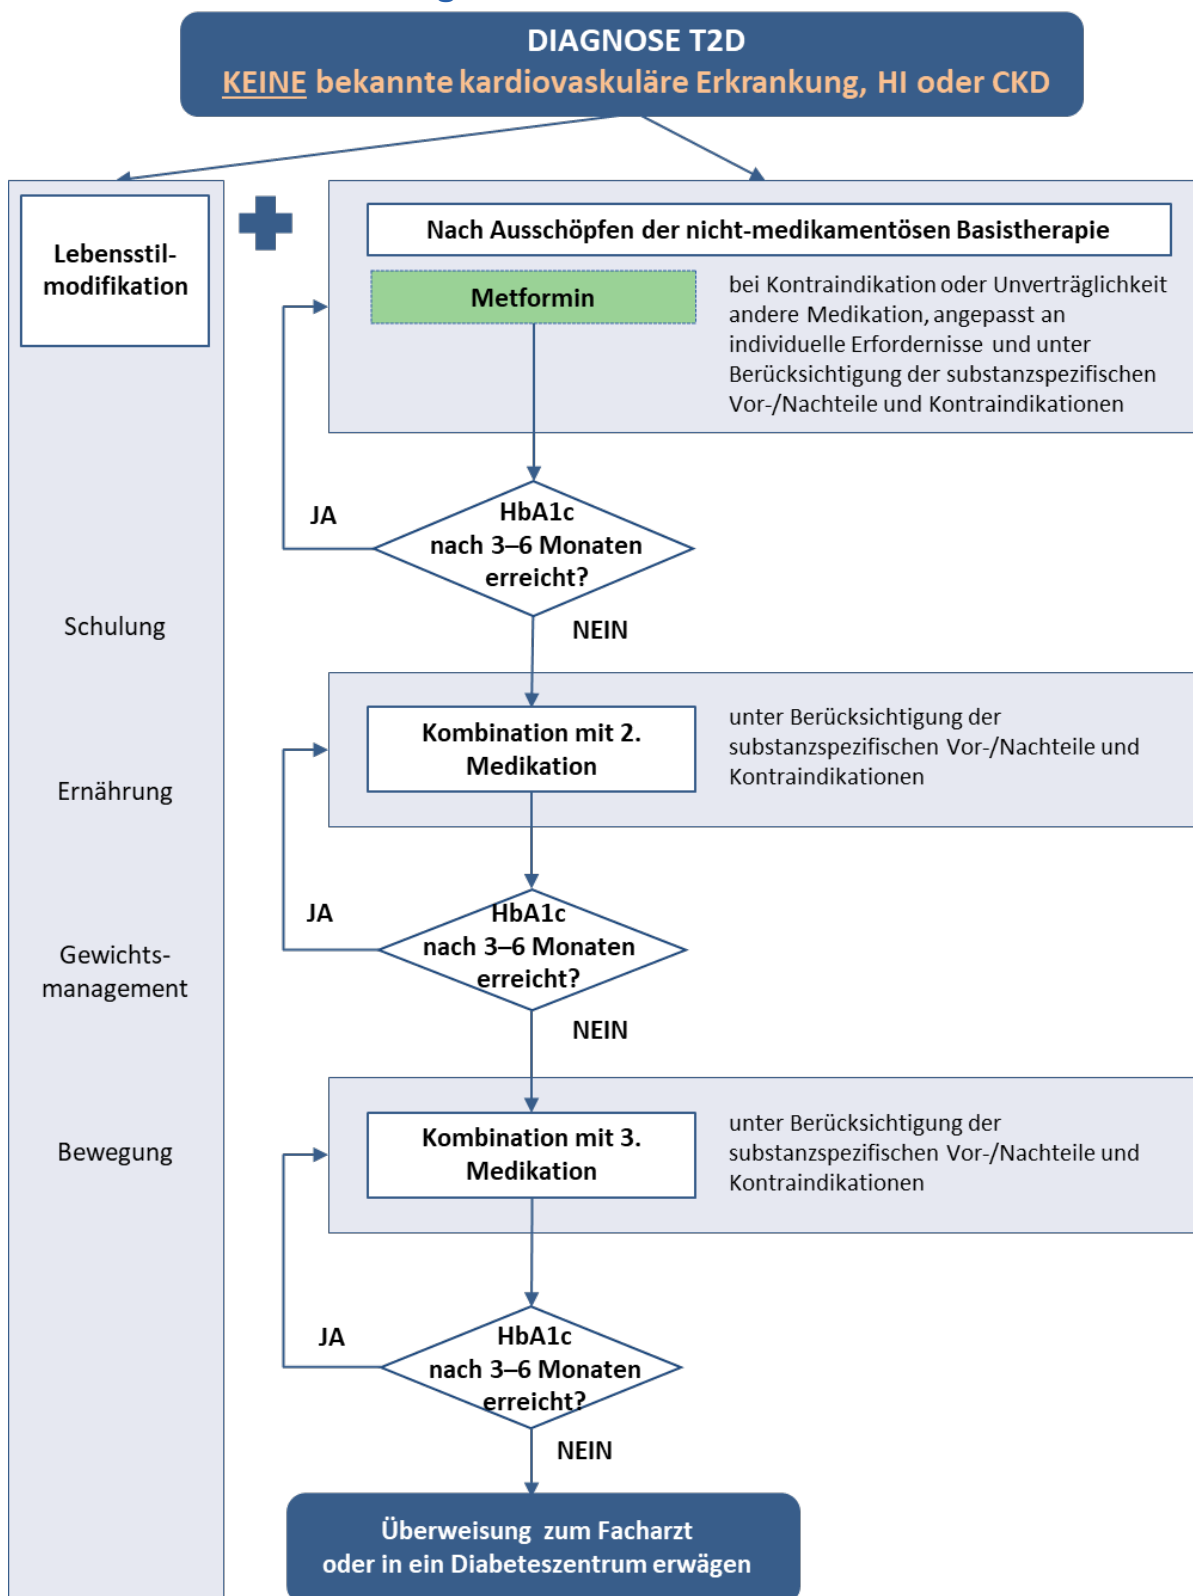 DIAGNOSE T2D
KEINE bekannte kardiovaskuläre Erkrankung, HI oder CKD
Lebensstil-
modifikation
Nach Ausschöpfen der nicht-medikamentösen Basistherapie
Metformin
bei Kontraindikation oder Unverträglichkeit
andere Medikation, angepasst an
individuelle Erfordernisse und unter
Berücksichtigung der substanzspezifischen
Vor-/Nachteile und Kontraindikationen
JA
HbA1c
nach 3–6 Monaten
erreicht?
NEIN
Schulung
Kombination mit 2.
Medikation
unter Berücksichtigung der
substanzspezifischen Vor-/Nachteile und
Kontraindikationen
Ernährung
JA
HbA1c
nach 3–6 Monaten
erreicht?
Gewichts-
management
NEIN
Kombination mit 3.
Medikation
unter Berücksichtigung der
substanzspezifischen Vor-/Nachteile und
Kontraindikationen
Bewegung
JA
HbA1c
nach 3–6 Monaten
erreicht?
NEIN
Überweisung zum Facharzt
oder in ein Diabeteszentrum erwägen